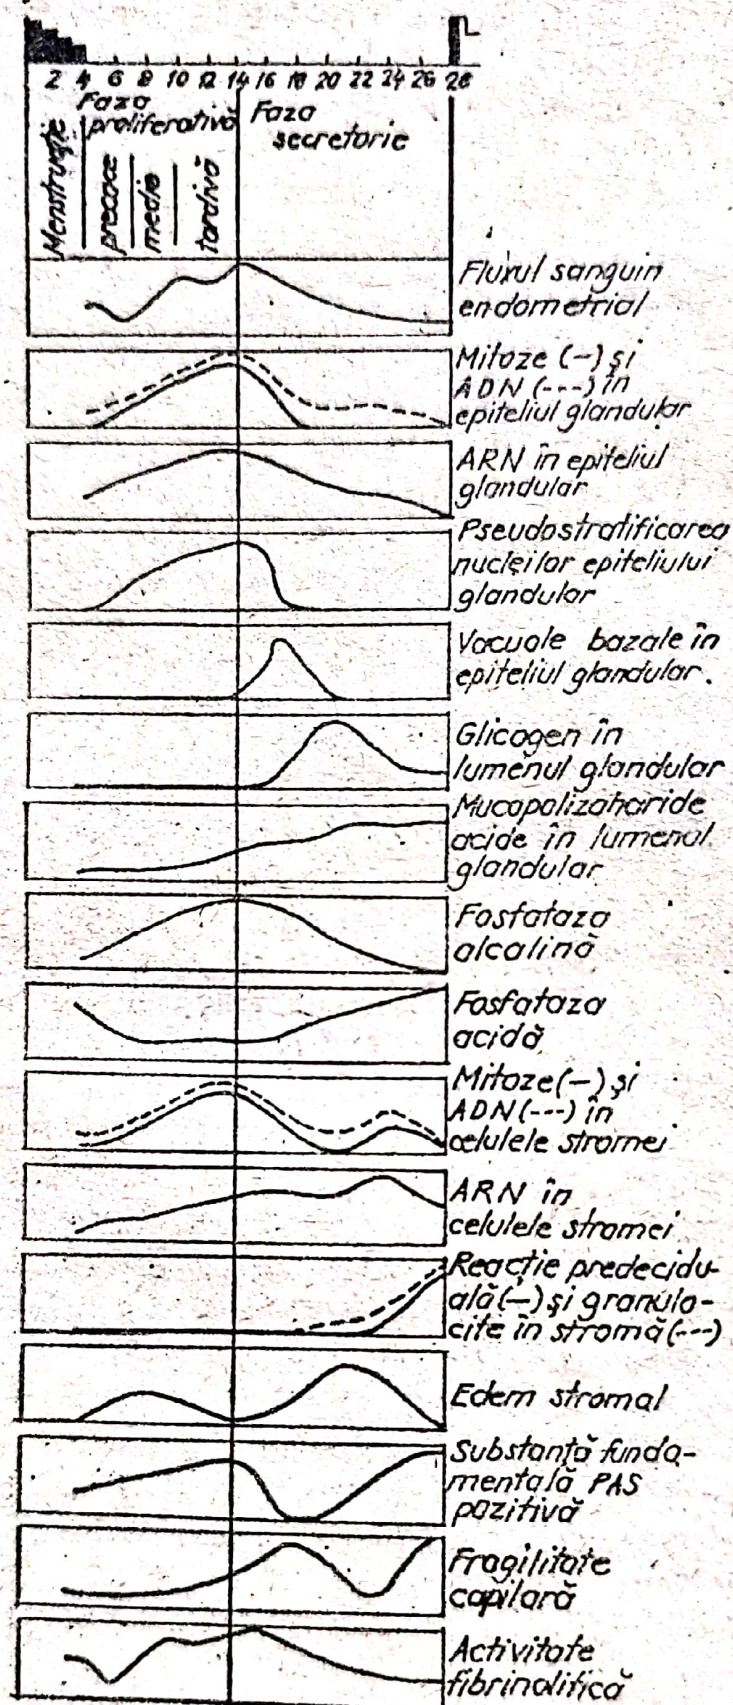 2 4 6 8 10 12 14 16 18 20 22 24 26 28
Menstruație
Faza
proliferativă
precoce
medie
tardivă
Faza
secretorie
Fluxul sanguin
endometrial
Mitoze (-) și
ADN (---) în
epiteliul glandular
ARN în epiteliul
glandular
Pseudostratificarea
nucleilor epiteliului
glandular
Vacuole bazale în
epiteliul glandular.
Glicogen în
lumenul glandular
Mucopolizaharide
acide în lumenul
glandular
Fosfataza
alcalină
Fosfataza
acidă
Mitoze(-) și
ADN(---) în
celulele stromei
ARN în
celulele stromei
Reacție predecidu-
ală(-) și granulo-
cite în stromă(---)
Edem stromal
Substanță funda-
mentală PAS
pozitivă
Fragilitate
capilară
Activitate
fibrinolitică